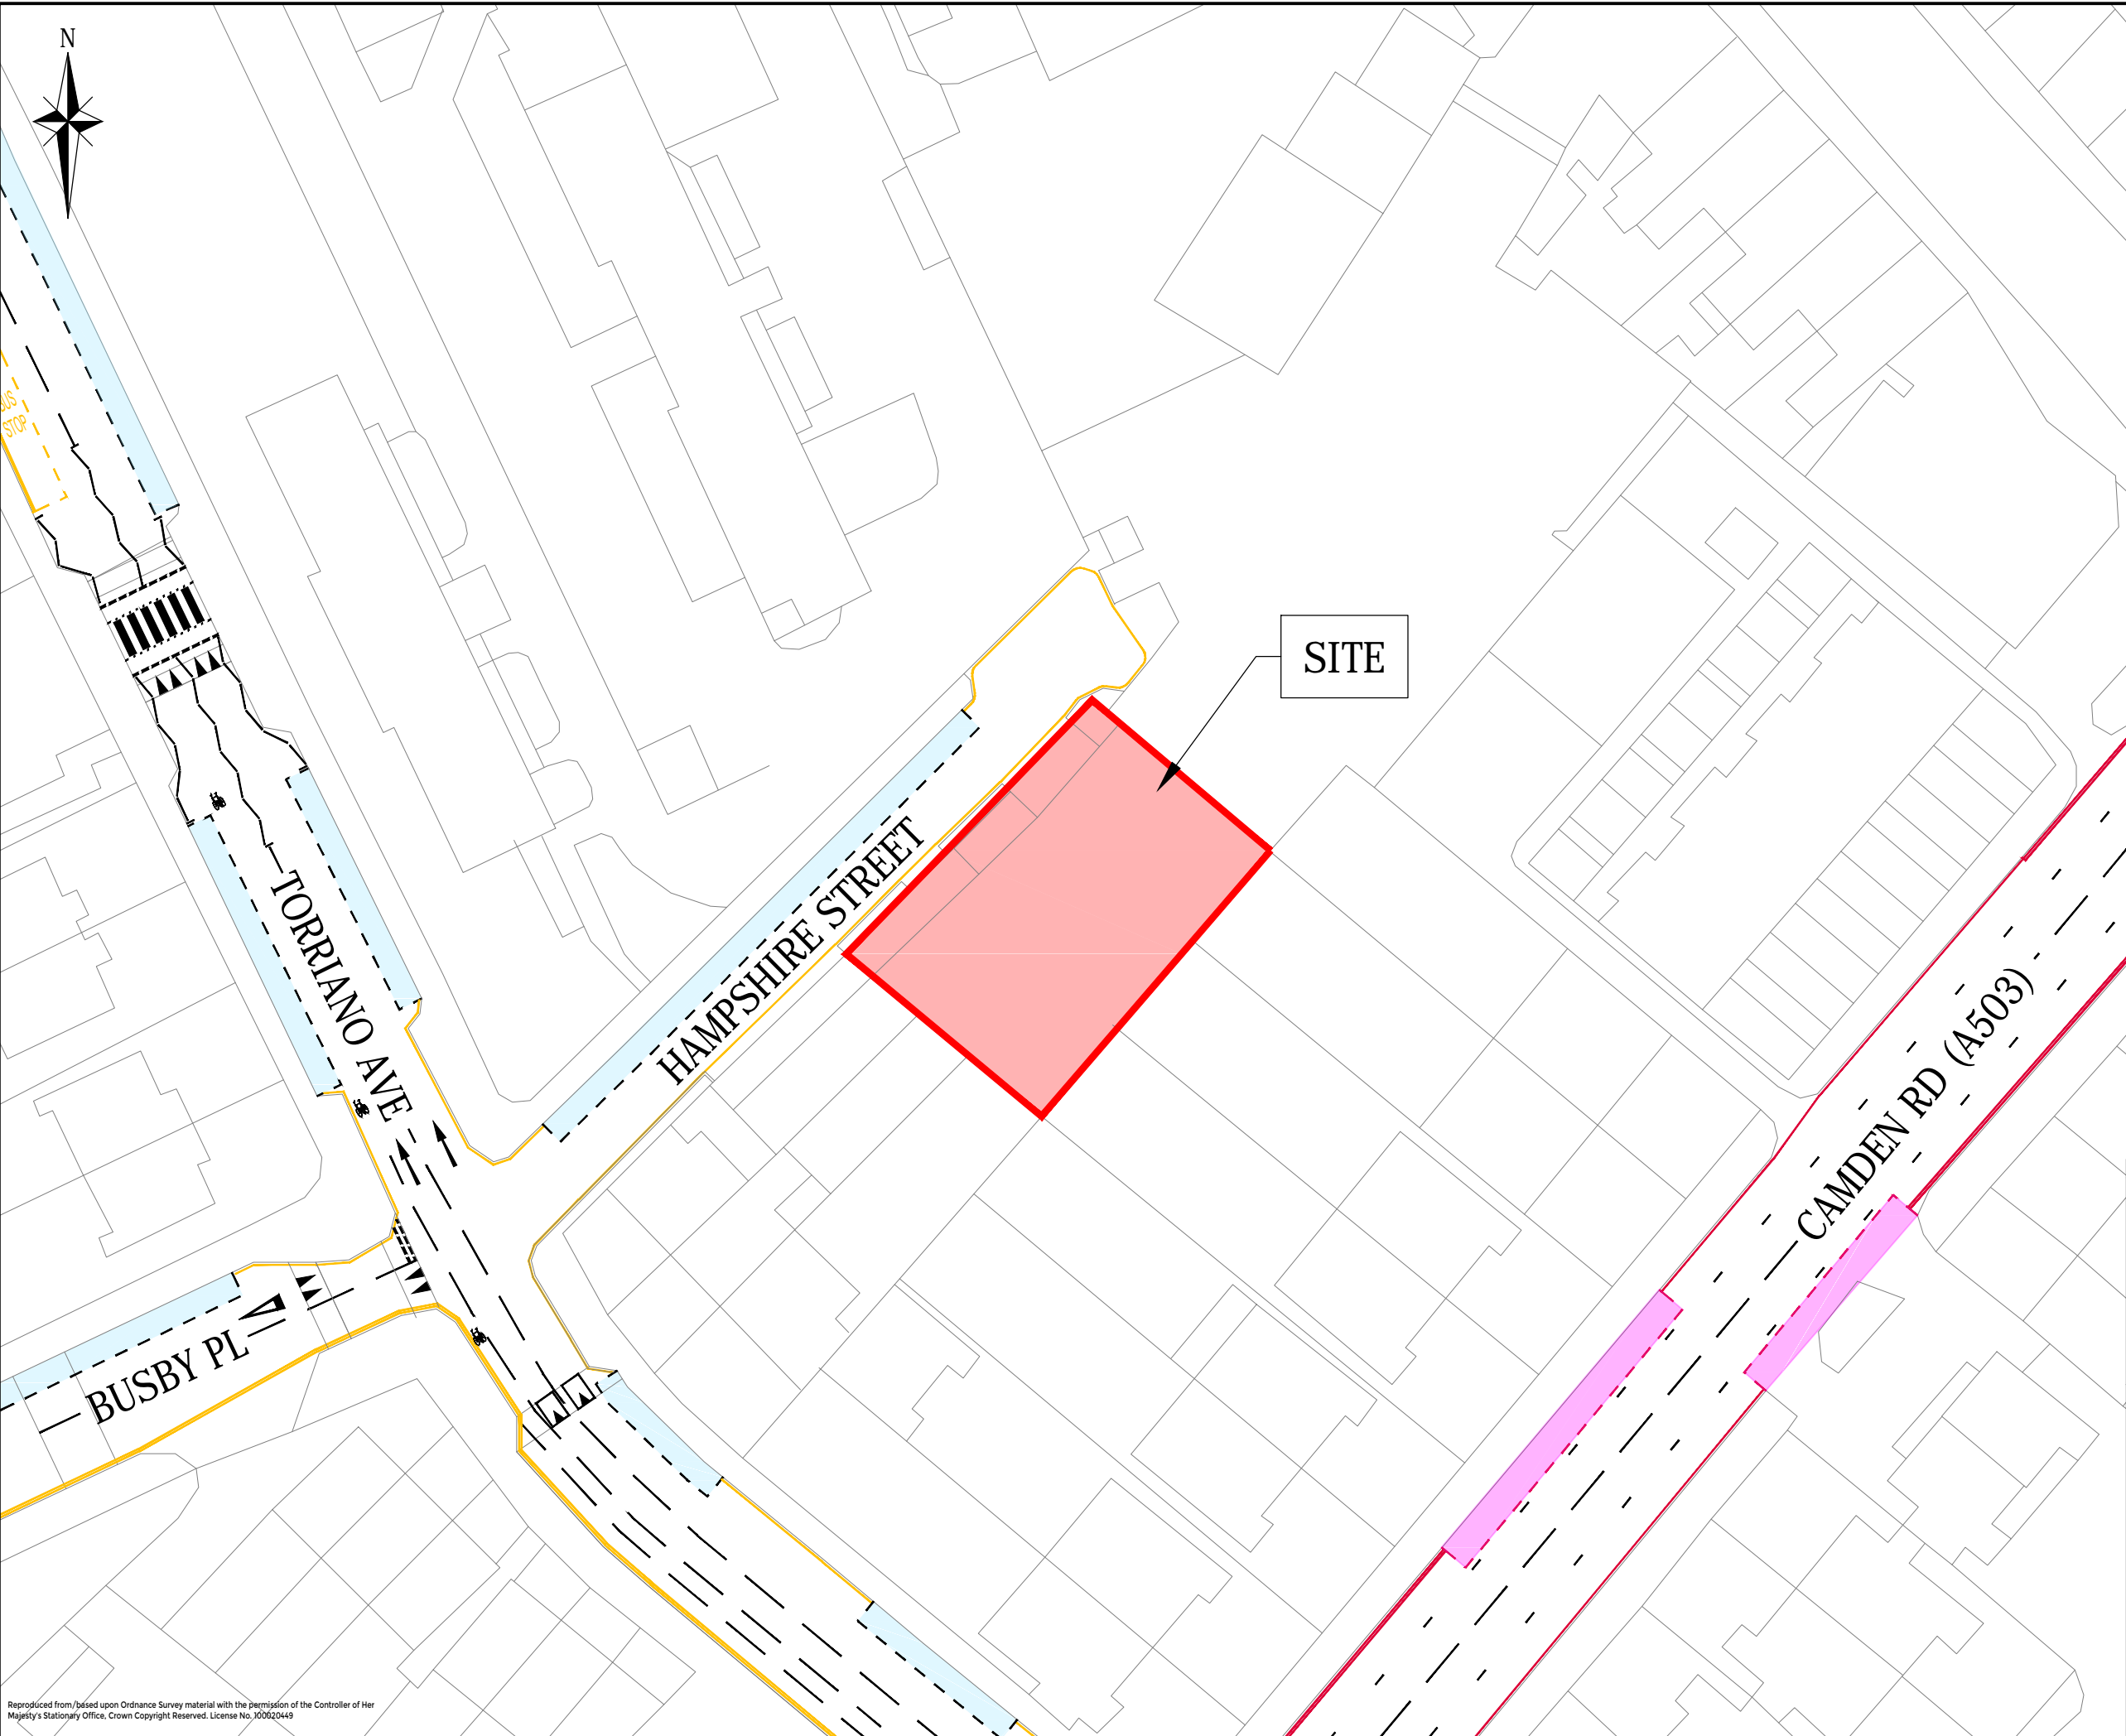 N
BUS
STOP
SITE
HAMPSHIRE STREET
TORRIANO AVE
CAMDEN RD (A503)
BUSBY PL
Reproduced from/based upon Ordnance Survey material with the permission of the Controller of Her
Majesty's Stationary Office, Crown Copyright Reserved. License No. 100020449